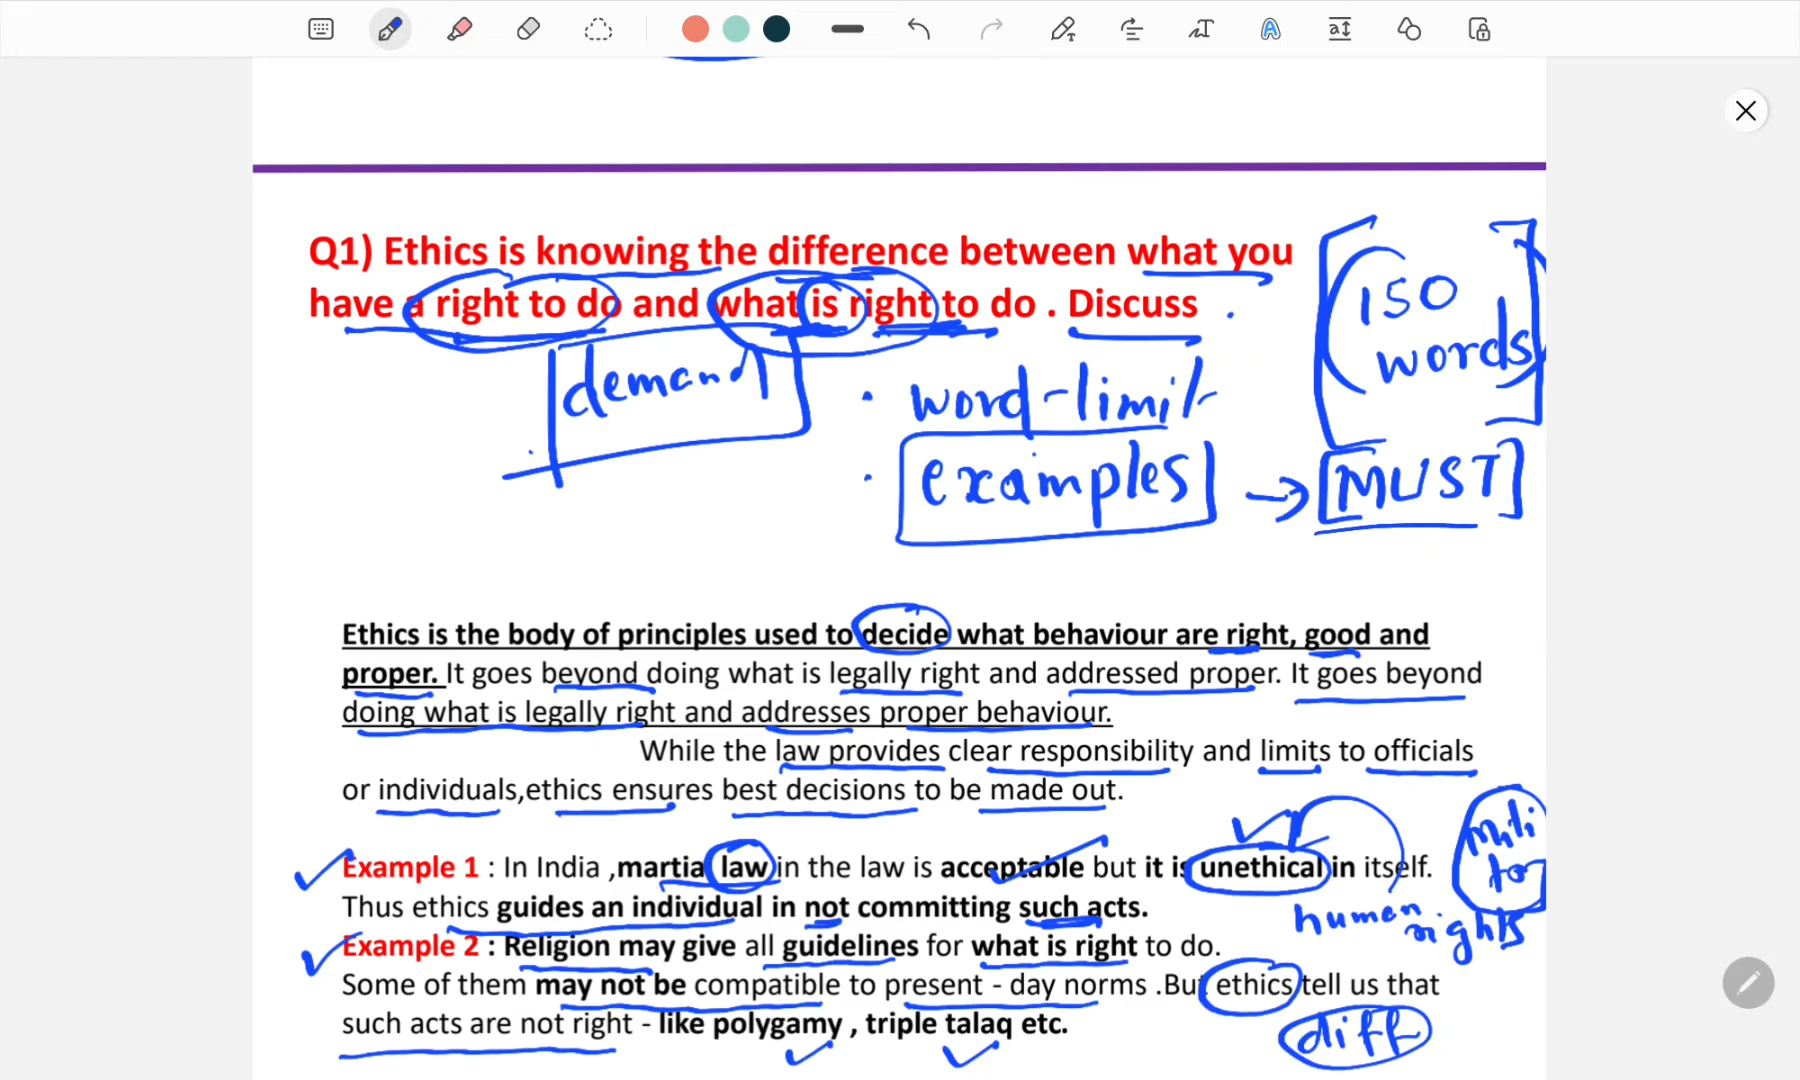 Q1) Ethics is knowing the difference between what you
have a right to do and what is right to do . Discuss .
150
words
demand
· word-limit
· examples → [MUST]
Ethics is the body of principles used to decide what behaviour are right, good and
proper. It goes beyond doing what is legally right and addressed proper. It goes beyond
doing what is legally right and addresses proper behaviour.
While the law provides clear responsibility and limits to officials
or individuals,ethics ensures best decisions to be made out.
Example 1 : In India ,martial law in the law is acceptable but it is unethical in itself.
Thus ethics guides an individual in not committing such acts.
human rights
Example 2 : Religion may give all guidelines for what is right to do.
Some of them may not be compatible to present - day norms .But ethics tell us that
such acts are not right - like polygamy , triple talaq etc.
diff